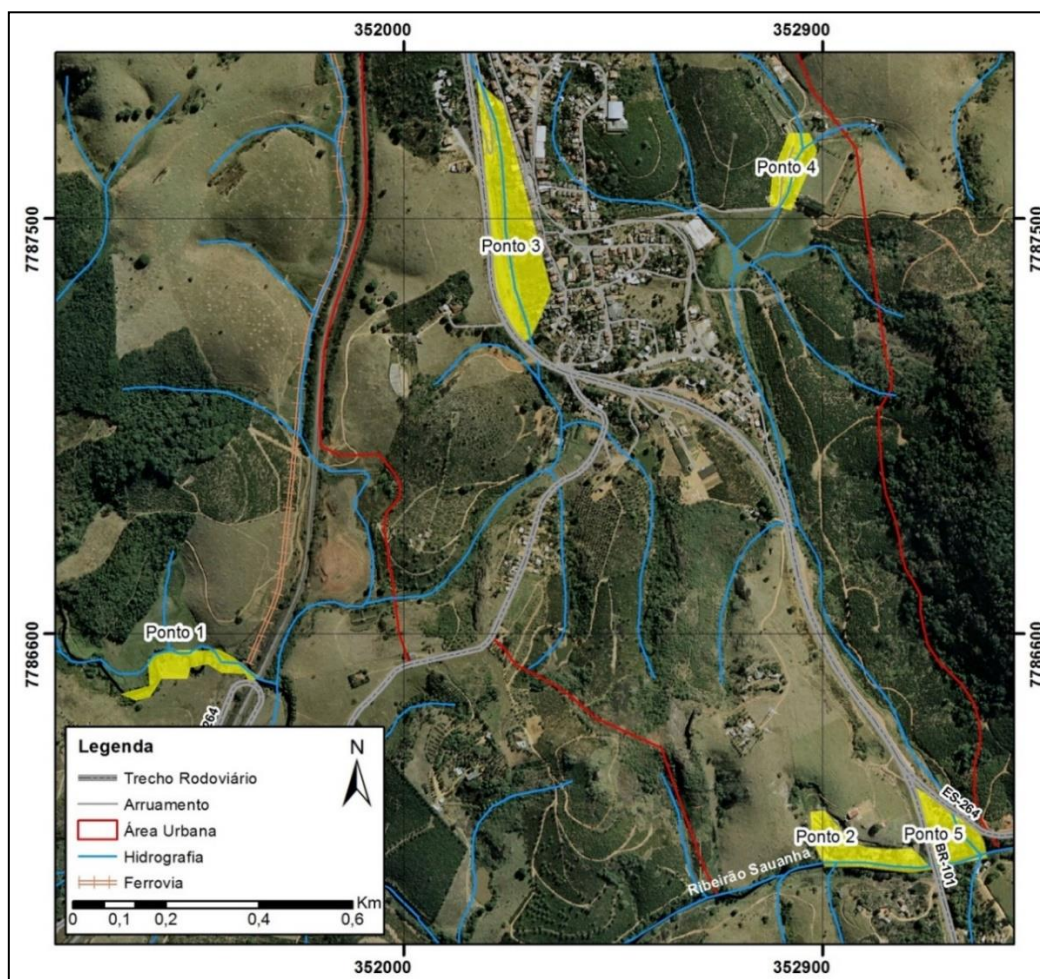 352000
352900
Ponto 4
7787500
7787500
Ponto 3
7786600
Ponto 1
7786600
264
Legenda
N
Trecho Rodoviário
Arruamento
Área Urbana
Hidrografia
Ferrovia
0 0,1 0,2 0,4 0,6 Km
ES-264
Ponto 2
Ponto 5
BR-101
Ribeirão Sauanha
352000
352900